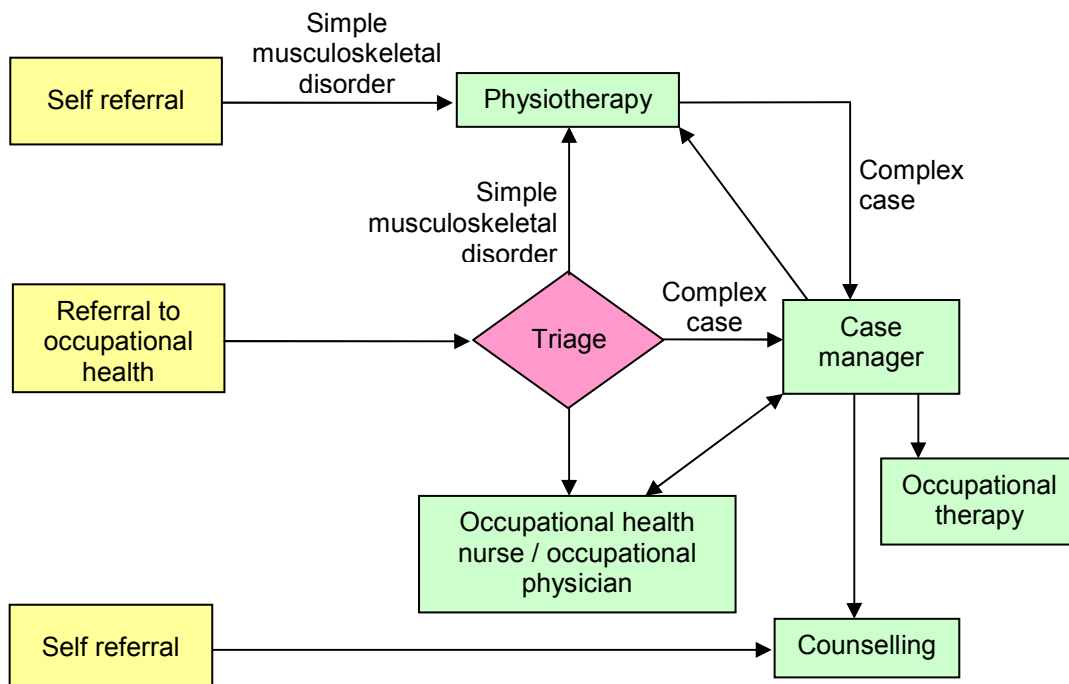 Simple
musculoskeletal
disorder
Self referral
Physiotherapy
Complex
case
Simple
musculoskeletal
disorder
Referral to
occupational
health
Triage
Complex
case
Case
manager
Occupational
therapy
Occupational health
nurse / occupational
physician
Self referral
Counselling